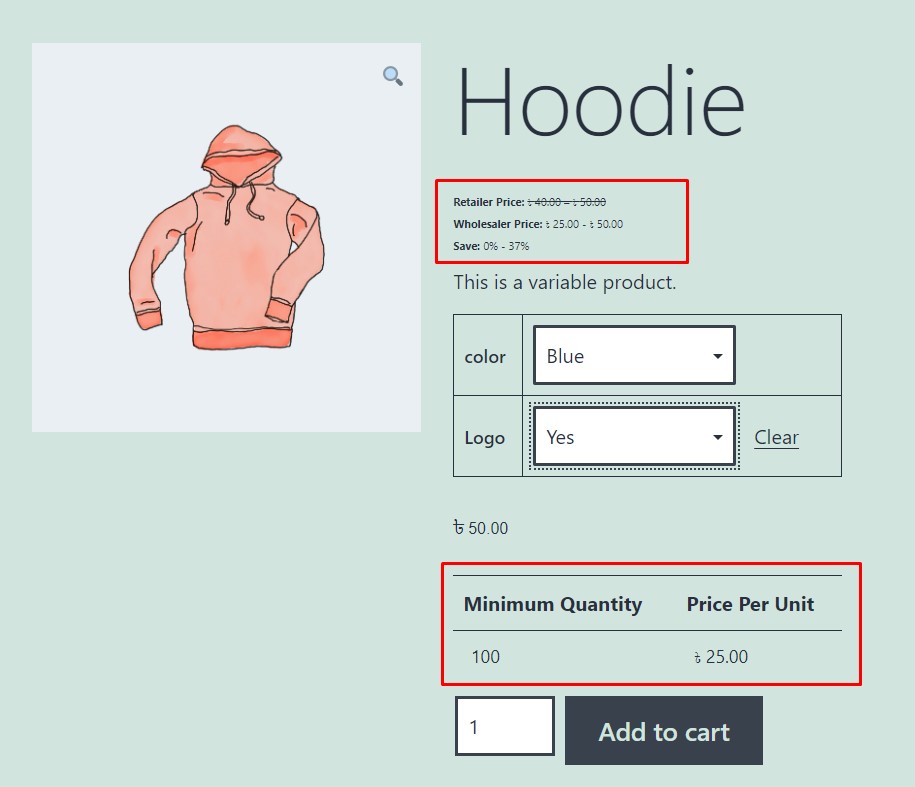 Hoodie
Retailer Price: ৳ 40.00 – ৳ 50.00
Wholesaler Price: ৳ 25.00 - ৳ 50.00
Save: 0% - 37%
This is a variable product.
color Blue
Logo Yes Clear
৳ 50.00
Minimum Quantity Price Per Unit
100 ৳ 25.00
1 Add to cart